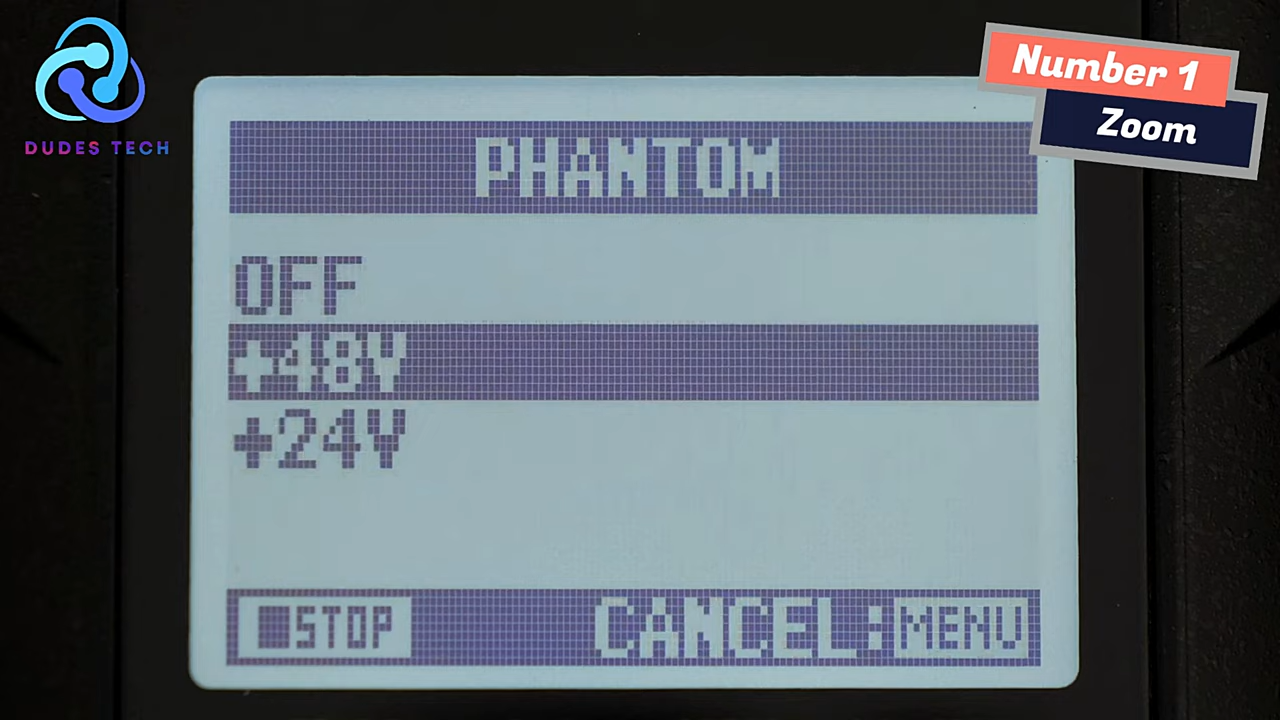 DUDES TECH
Number 1
Zoom
PHANTOM
OFF
+48V
+24V
STOP
CANCEL:MENU